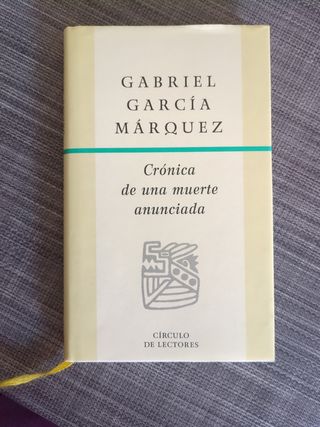 GABRIEL
GARCÍA
MÁRQUEZ
Crónica
de una muerte
anunciada
CÍRCULO
DE LECTORES